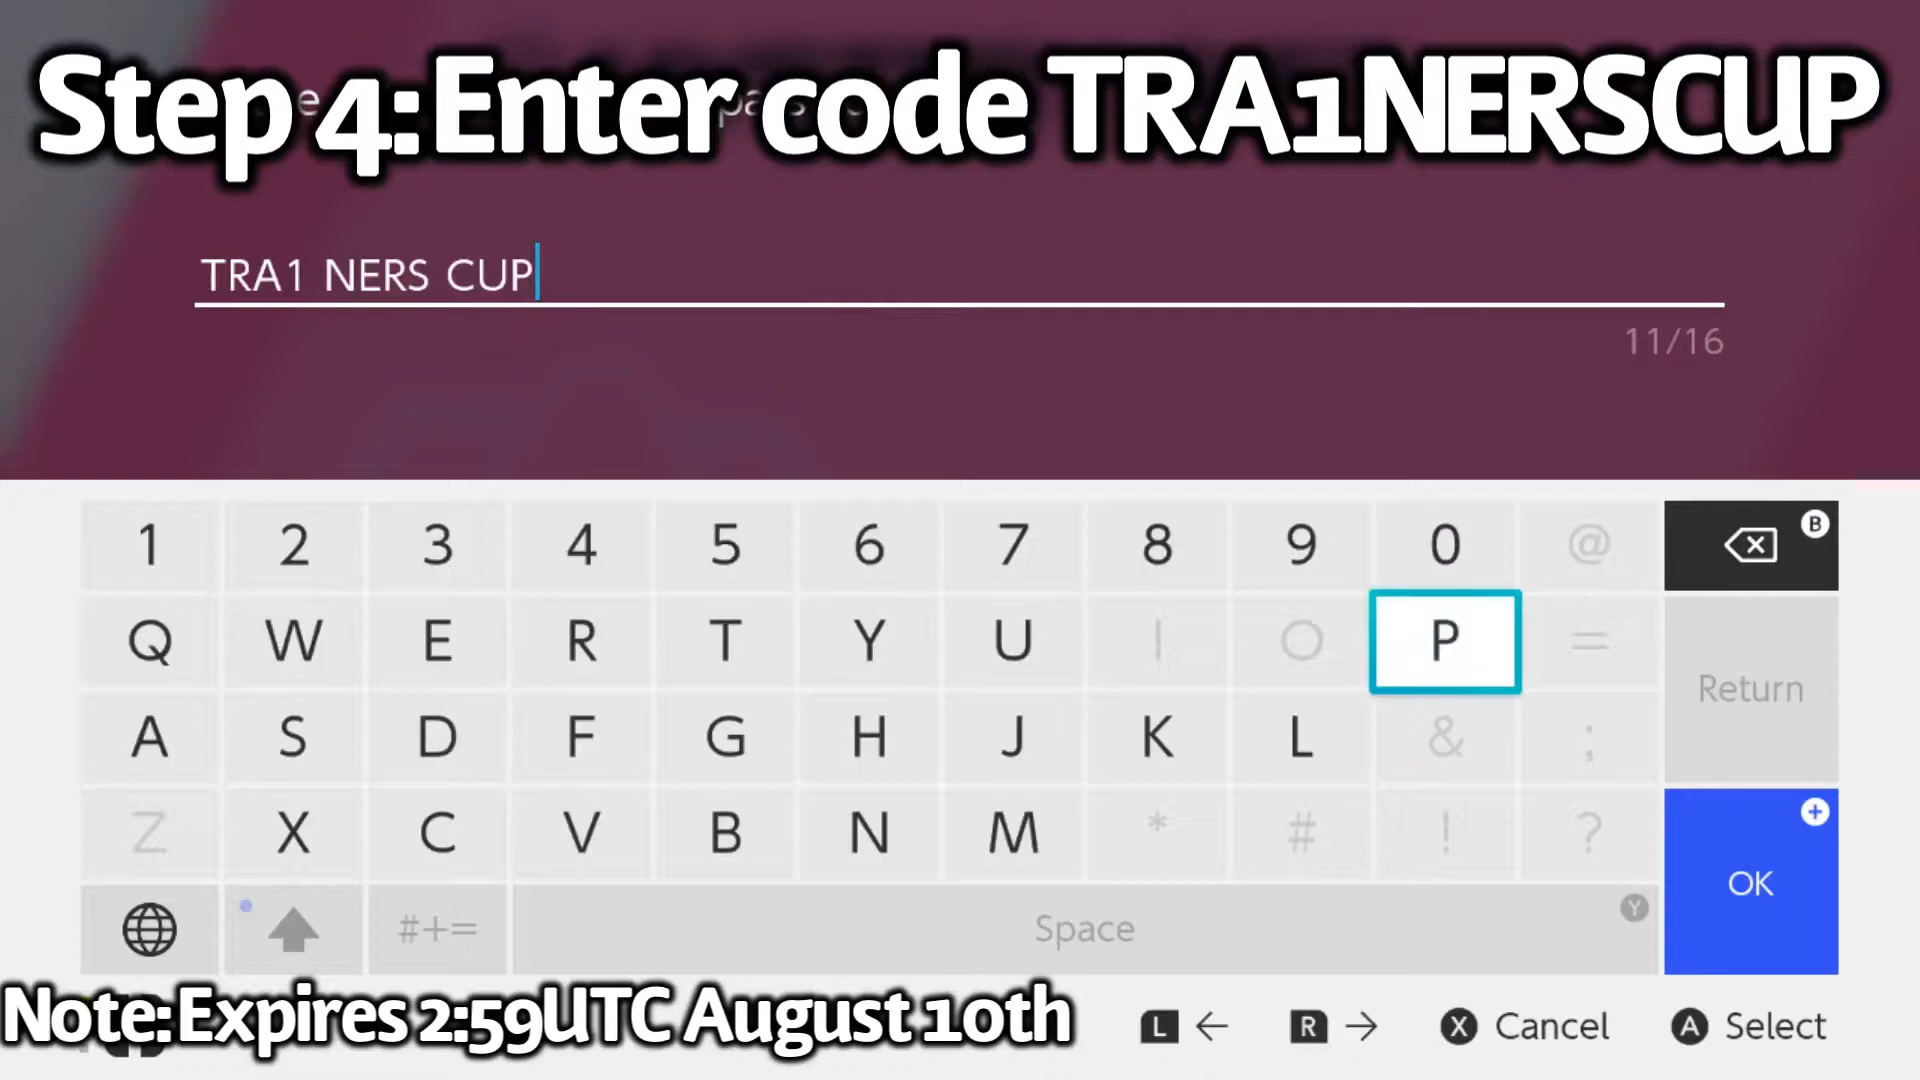 Step 4: Enter code TRA1NERSCUP
TRA1 NERS CUP
11/16
1 2 3 4 5 6 7 8 9 0 @ B
Q W E R T Y U I O P =
Return
A S D F G H J K L & ;
Z X C V B N M * # ! ? +
OK
#+= Space Y
Note: Expires 2:59UTC August 10th
L ← R → X Cancel A Select